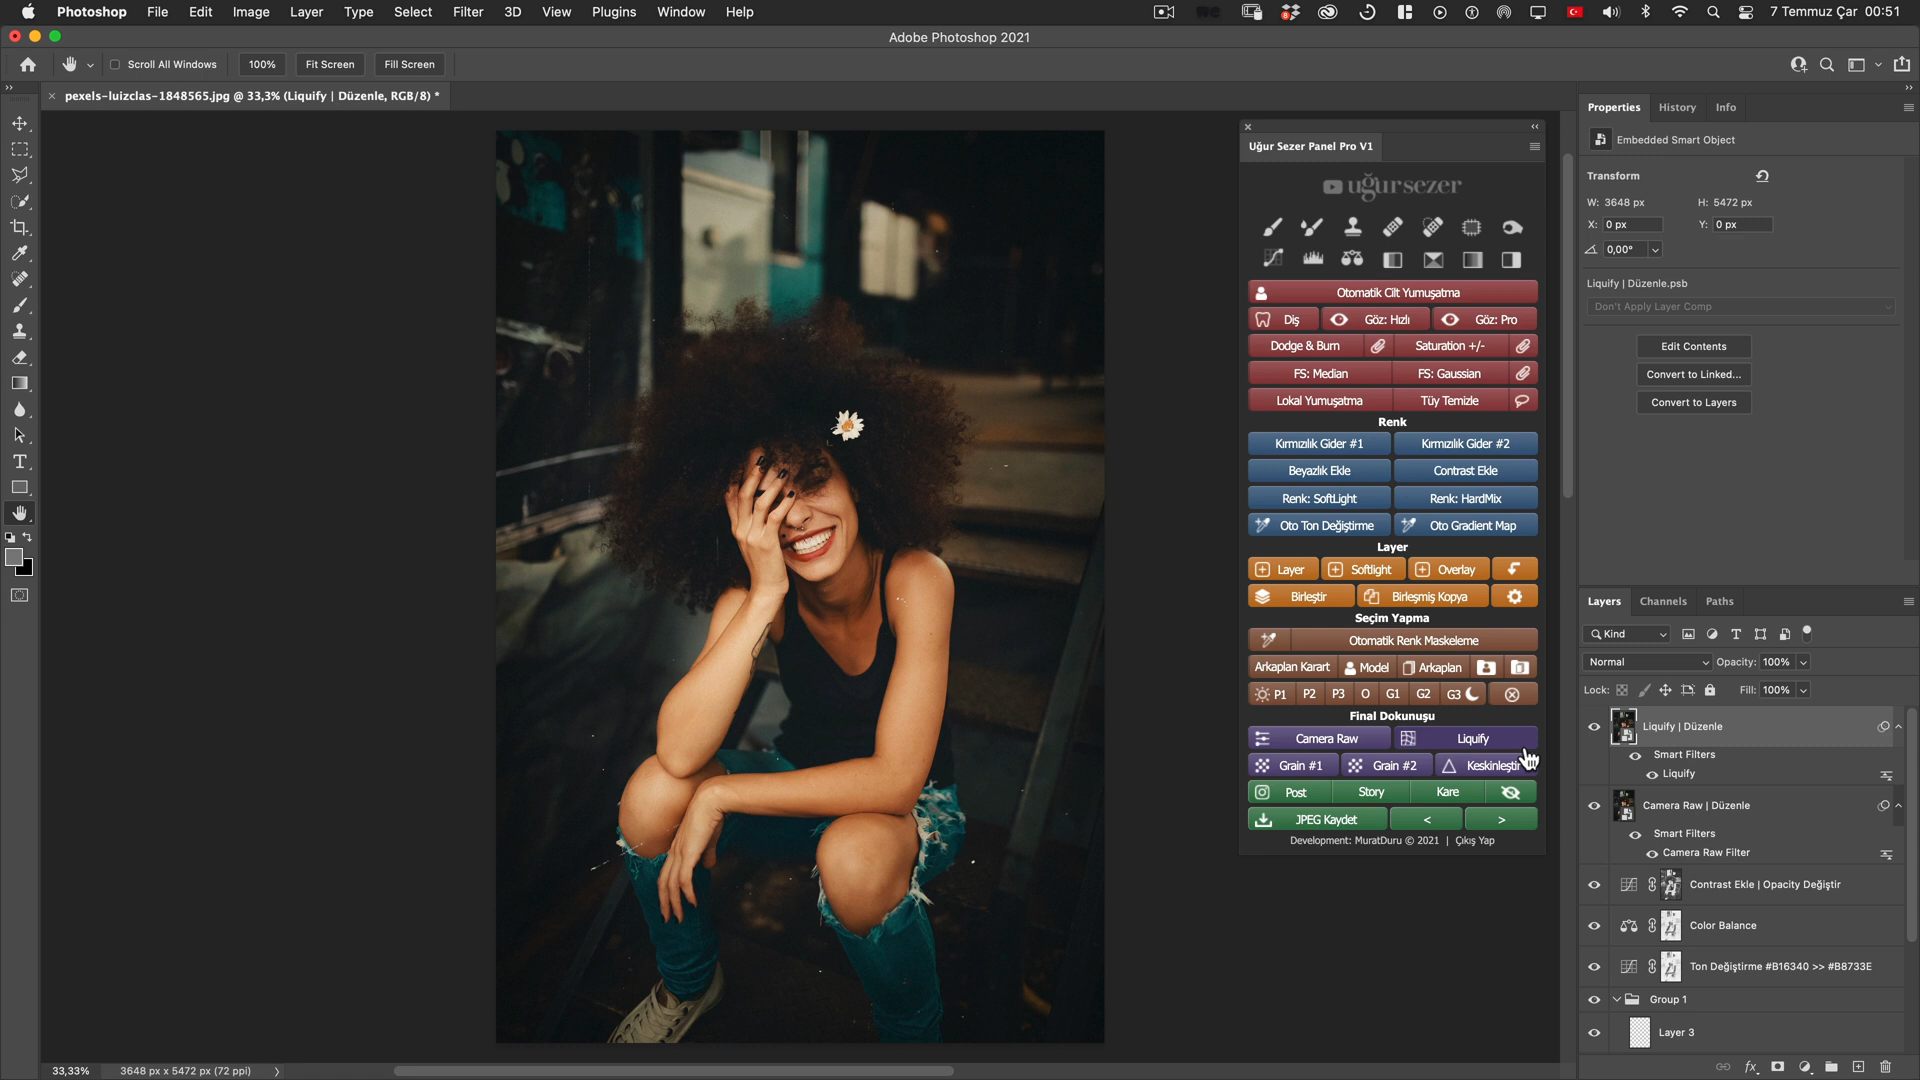 Photoshop File Edit Image Layer Type Select Filter 3D View Plugins Window Help
8
7 Temmuz Çar 00:51
Adobe Photoshop 2021
Scroll All Windows 100% Fit Screen Fill Screen
pexels-luizclas-1848565.jpg @ 33,3% (Liquify | Düzenle, RGB/8) *
Uğur Sezer Panel Pro V1
uğursezer
Otomatik Cilt Yumuşatma
Diş Göz: Hızlı Göz: Pro
Dodge & Burn Saturation +/-
FS: Median FS: Gaussian
Lokal Yumuşatma Tüy Temizle
Renk
Kırmızılık Gider #1 Kırmızılık Gider #2
Beyazlık Ekle Contrast Ekle
Renk: SoftLight Renk: HardMix
Oto Ton Değiştirme Oto Gradient Map
Layer
Layer Softlight Overlay
Birleştir Birleşmiş Kopya
Seçim Yapma
Otomatik Renk Maskeleme
Arkaplan Karart Model Arkaplan
P1 P2 P3 O G1 G2 G3
Final Dokunuşu
Camera Raw Liquify
Grain #1 Grain #2 Keskinleştir
Post Story Kare
JPEG Kaydet < >
Development: MuratDuru © 2021 | Çıkış Yap
Properties History Info
Embedded Smart Object
Transform
W: 3648 px H: 5472 px
X: 0 px Y: 0 px
0,00°
Liquify | Düzenle.psb
Don't Apply Layer Comp
Edit Contents
Convert to Linked...
Convert to Layers
Layers Channels Paths
Kind
Normal Opacity: 100%
Lock: Fill: 100%
Liquify | Düzenle
Smart Filters
Liquify
Camera Raw | Düzenle
Smart Filters
Camera Raw Filter
Contrast Ekle | Opacity Değiştir
Color Balance
Ton Değiştirme #B16340 >> #B8733E
Group 1
Layer 3
fx
33,33% 3648 px x 5472 px (72 ppi)